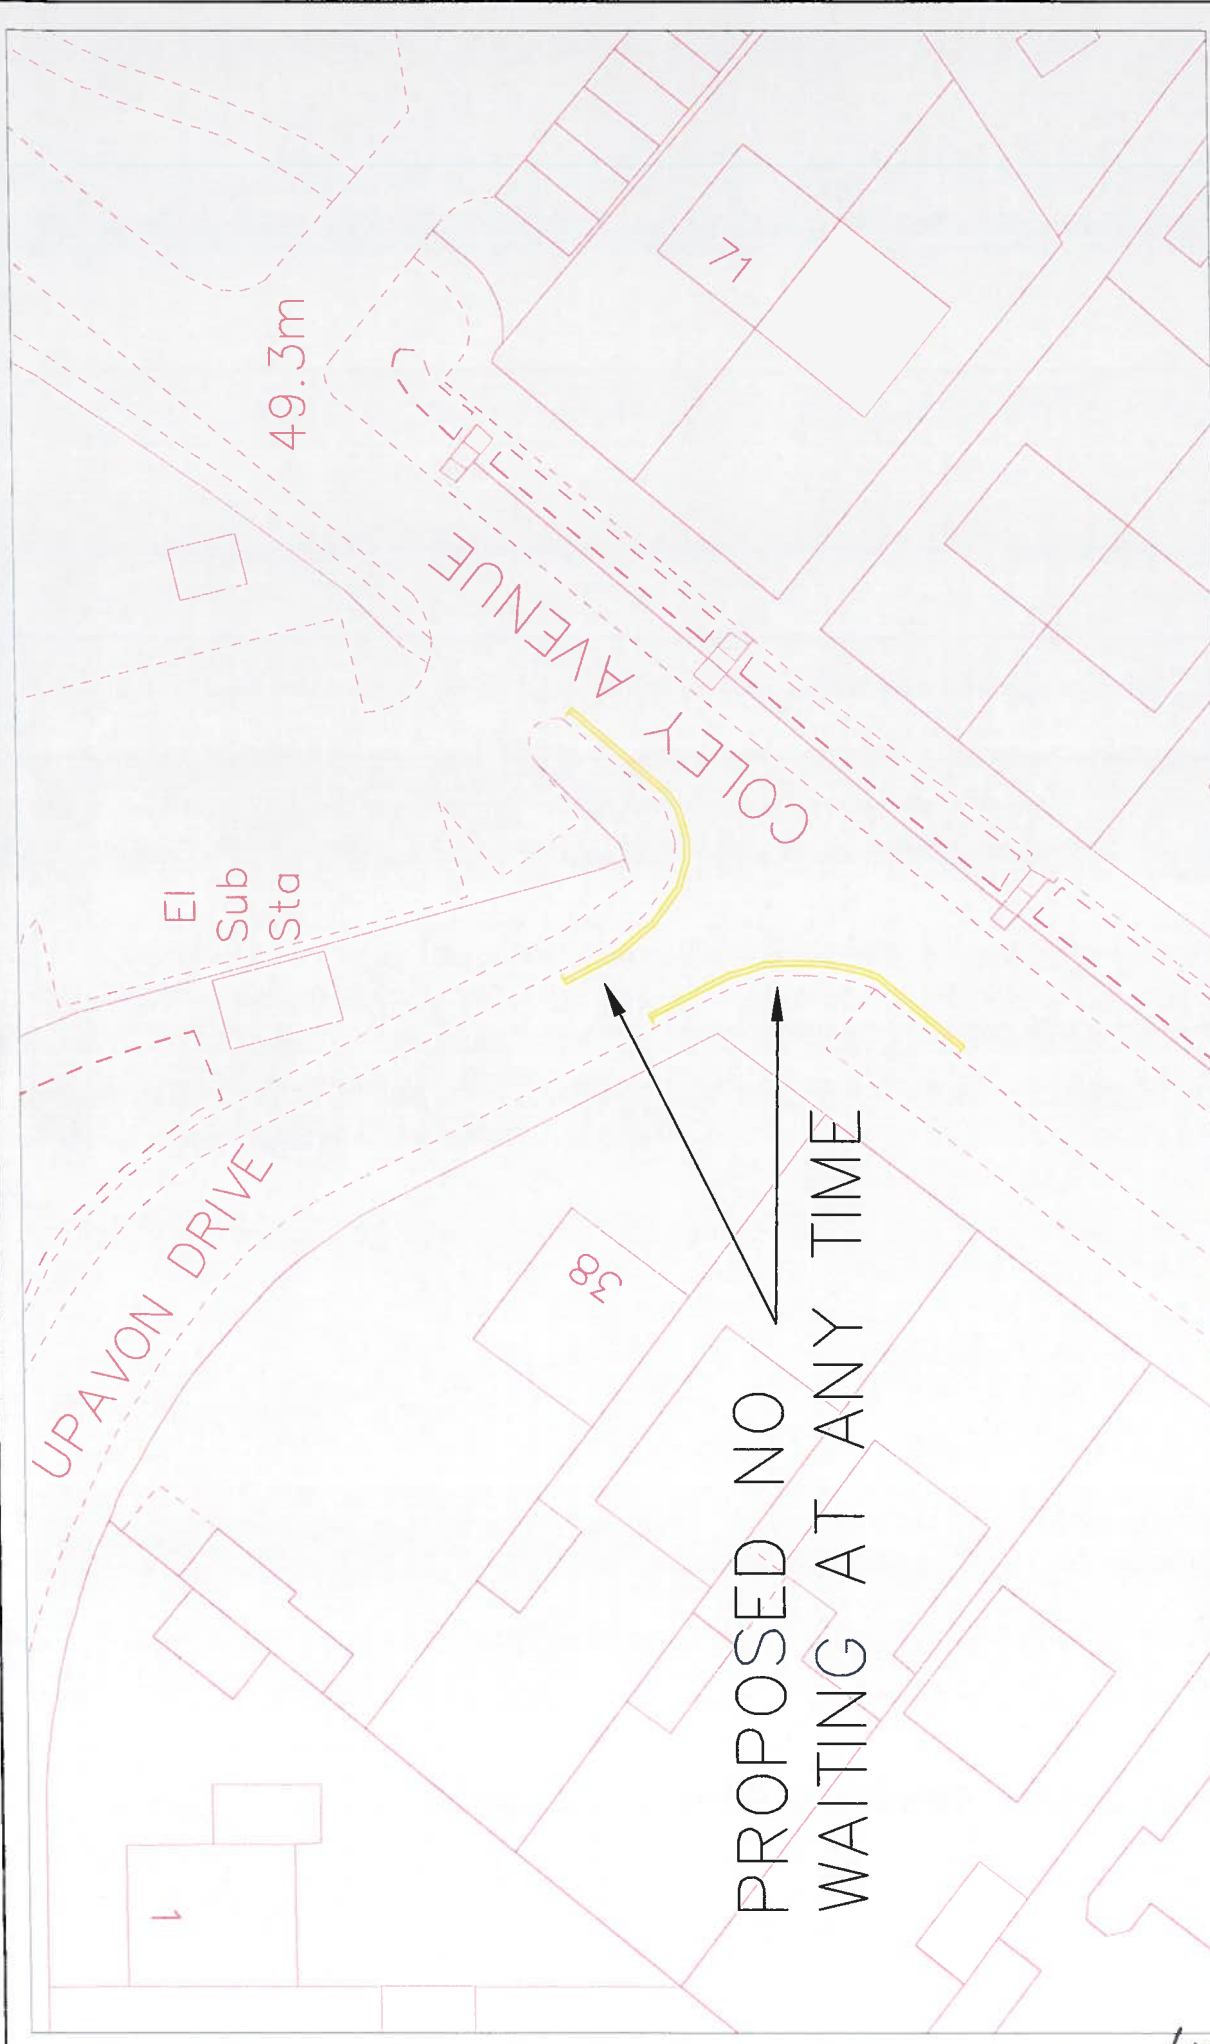 UPAVON DRIVE
El
Sub
Sta
49.3m
COLEY AVENUE
71
38
1
PROPOSED NO
WAITING AT ANY TIME